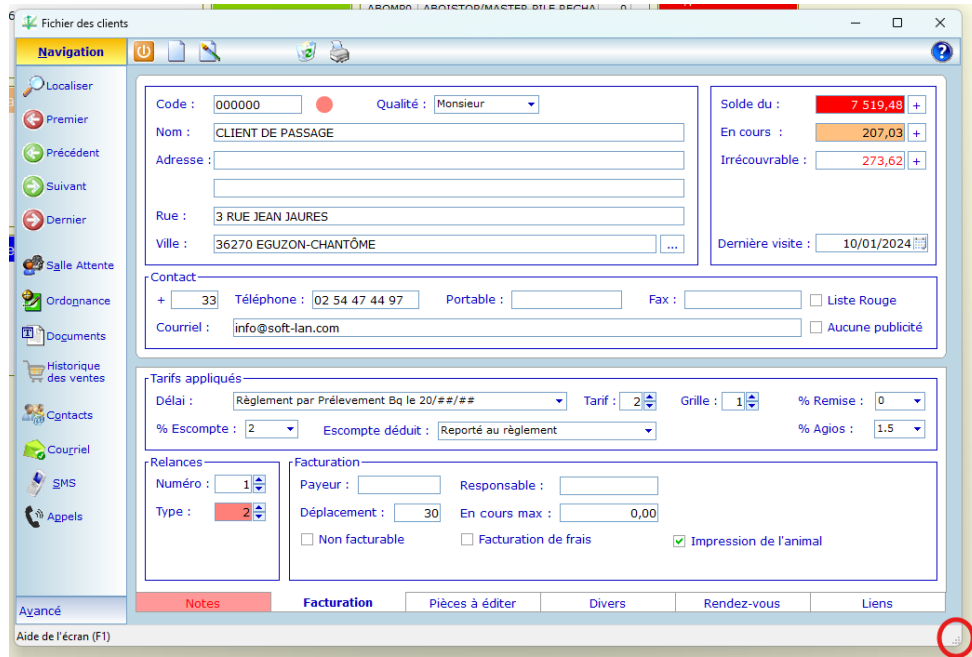 ABOMP0 ABOISTOR/MASTER PILE RECHA 0
Fichier des clients
Navigation
Localiser
Premier
Précédent
Suivant
Dernier
Salle Attente
Ordonnance
Documents
Historique
des ventes
Contacts
Courriel
SMS
Appels
Avancé
Code : 000000 Qualité : Monsieur
Nom : CLIENT DE PASSAGE
Adresse :
Rue : 3 RUE JEAN JAURES
Ville : 36270 EGUZON-CHANTÔME ...
Solde du : 7 519,48 +
En cours : 207,03 +
Irrécouvrable : 273,62 +
Dernière visite : 10/01/2024
Contact
+ 33 Téléphone : 02 54 47 44 97 Portable : Fax : Liste Rouge
Courriel : info@soft-lan.com Aucune publicité
Tarifs appliqués
Délai : Règlement par Prélevement Bq le 20/##/## Tarif : 2 Grille : 1 % Remise : 0
% Escompte : 2 Escompte déduit : Reporté au règlement % Agios : 1.5
Relances
Numéro : 1
Type : 2
Facturation
Payeur : Responsable :
Déplacement : 30 En cours max : 0,00
Non facturable Facturation de frais Impression de l'animal
Notes Facturation Pièces à éditer Divers Rendez-vous Liens
Aide de l'écran (F1)